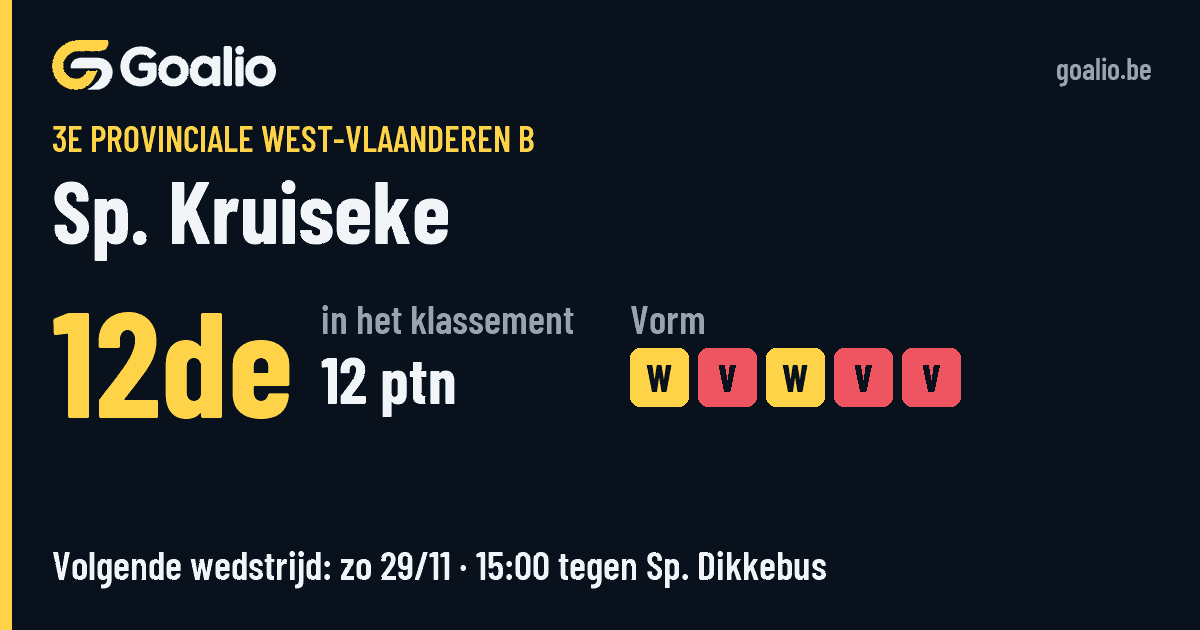 Goalio
goalio.be
3E PROVINCIALE WEST-VLAANDEREN B
Sp. Kruiseke
12de
in het klassement
12 ptn
Vorm
W V W V V
Volgende wedstrijd: zo 29/11 · 15:00 tegen Sp. Dikkebus